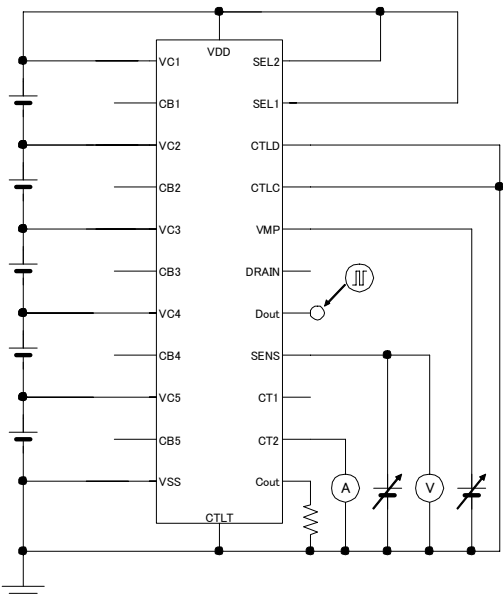 VDD
VC1 SEL2
CB1 SEL1
VC2 CTLD
CB2 CTLC
VC3 VMP
CB3 DRAIN
VC4 Dout
CB4 SENS
VC5 CT1
CB5 CT2
A V
VSS Cout
CTLT